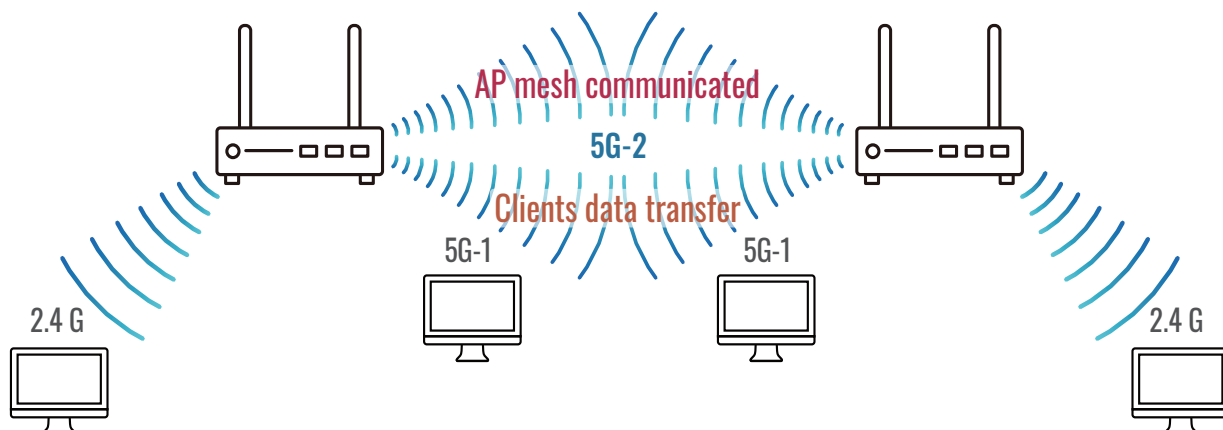 AP mesh communicated
5G-2
Clients data transfer
5G-1
5G-1
2.4 G
2.4 G